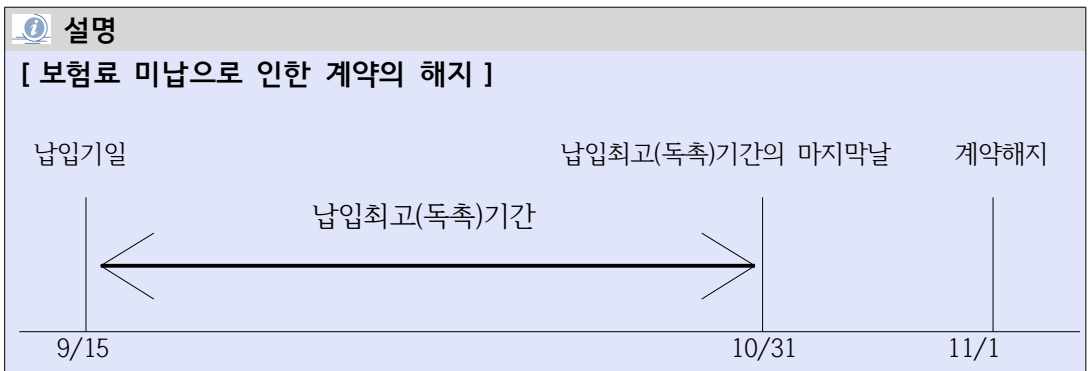 설명
[ 보험료 미납으로 인한 계약의 해지 ]
납입기일 납입최고(독촉)기간의 마지막날 계약해지
납입최고(독촉)기간
9/15 10/31 11/1